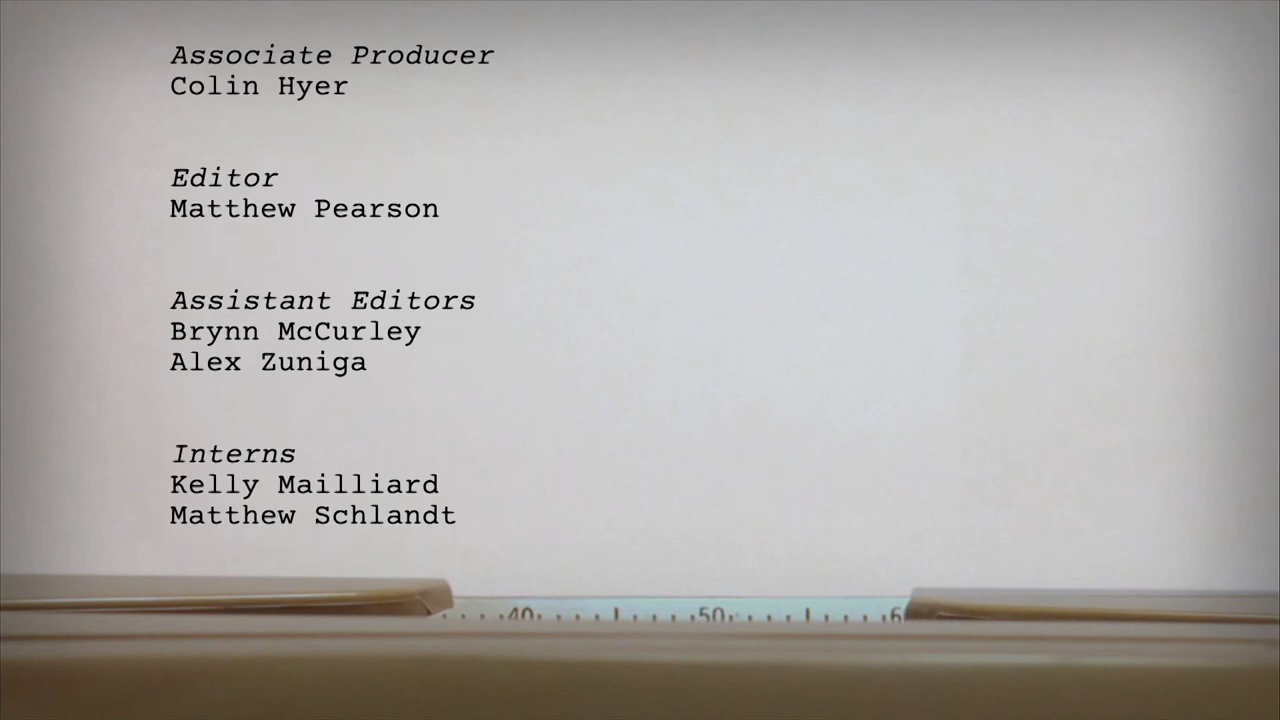 Associate Producer
Colin Hyer
Editor
Matthew Pearson
Assistant Editors
Brynn McCurley
Alex Zuniga
Interns
Kelly Mailliard
Matthew Schlandt
40 50 6